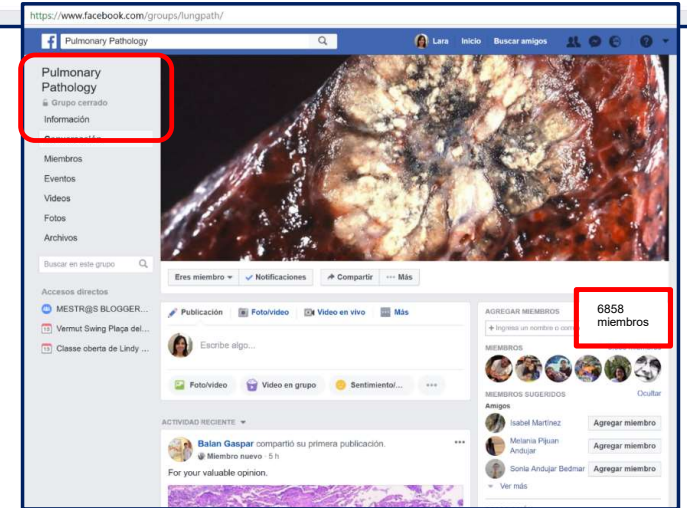 https://www.facebook.com/groups/lungpath/
Pulmonary Pathology
Lara Inicio Buscar amigos
Pulmonary
Pathology
Grupo cerrado
Información
Conversación
Miembros
Eventos
Videos
Fotos
Archivos
Buscar en este grupo
Accesos directos
MESTR@S BLOGGER...
Vermut Swing Plaça del...
Classe oberta de Lindy ...
Eres miembro Notificaciones Compartir ··· Más
Publicación Foto/video Video en vivo Más
Escribe algo...
Foto/video Video en grupo Sentimiento/...
ACTIVIDAD RECIENTE
Balan Gaspar compartió su primera publicación.
Miembro nuevo · 5 h
For your valuable opinion.
AGREGAR MIEMBROS
6858
miembros
+ Ingresa un nombre o
MIEMBROS
MIEMBROS SUGERIDOS Ocultar
Amigos
Isabel Martínez Agregar miembro
Melania Pijuan
Andujar Agregar miembro
Sonia Andujar Bedmar Agregar miembro
Ver más